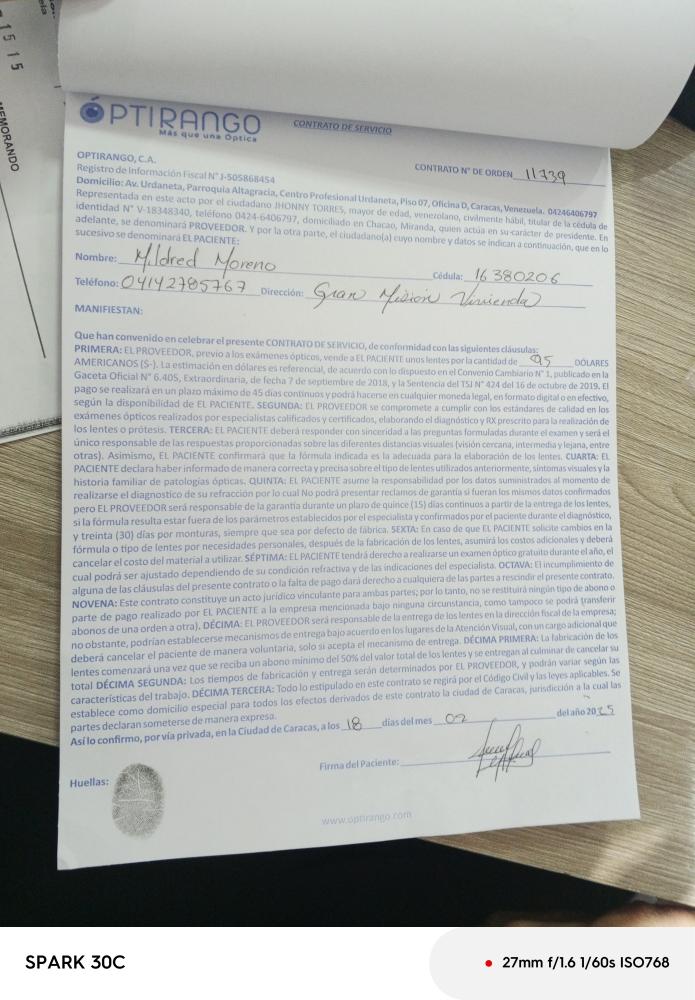 15 15
MEMORANDO
ÓPTIRANGO
Más que una Óptica
CONTRATO DE SERVICIO
OPTIRANGO, C.A.
CONTRATO N° DE ORDEN 11739
Registro de Información Fiscal N° J-505868454
Domicilio: Av. Urdaneta, Parroquia Altagracia, Centro Profesional Urdaneta, Piso 07, Oficina D, Caracas, Venezuela. 04246406797
Representada en este acto por el ciudadano JHONNY TORRES, mayor de edad, venezolano, civilmente hábil, titular de la cédula de
identidad N° V-18348340, teléfono 0424-6406797, domiciliado en Chacao, Miranda, quien actúa en su carácter de presidente. En
adelante, se denominará PROVEEDOR. Y por la otra parte, el ciudadano(a) cuyo nombre y datos se indican a continuación, que en lo
sucesivo se denominará EL PACIENTE:
Nombre: Mildred Moreno Cédula: 16380206
Teléfono: 04142785767 Dirección: Gran Mision Vivienda
MANIFIESTAN:
Que han convenido en celebrar el presente CONTRATO DE SERVICIO, de conformidad con las siguientes cláusulas:
PRIMERA: EL PROVEEDOR, previo a los exámenes ópticos, vende a EL PACIENTE unos lentes por la cantidad de 95 DÓLARES
AMERICANOS (S-). La estimación en dólares es referencial, de acuerdo con lo dispuesto en el Convenio Cambiario N° 1, publicado en la
Gaceta Oficial N° 6.405, Extraordinaria, de fecha 7 de septiembre de 2018, y la Sentencia del TSJ N° 424 del 16 de octubre de 2019. El
pago se realizará en un plazo máximo de 45 días continuos y podrá hacerse en cualquier moneda legal, en formato digital o en efectivo,
según la disponibilidad de EL PACIENTE. SEGUNDA: EL PROVEEDOR se compromete a cumplir con los estándares de calidad en los
exámenes ópticos realizados por especialistas calificados y certificados, elaborando el diagnóstico y RX prescrito para la realización de
los lentes o prótesis. TERCERA: EL PACIENTE deberá responder con sinceridad a las preguntas formuladas durante el examen y será el
único responsable de las respuestas proporcionadas sobre las diferentes distancias visuales (visión cercana, intermedia y lejana, entre
otras). Asimismo, EL PACIENTE confirmará que la fórmula indicada es la adecuada para la elaboración de los lentes. CUARTA: EL
PACIENTE declara haber informado de manera correcta y precisa sobre el tipo de lentes utilizados anteriormente, síntomas visuales y la
historia familiar de patologías ópticas. QUINTA: EL PACIENTE asume la responsabilidad por los datos suministrados al momento de
realizarse el diagnostico de su refracción por lo cual No podrá presentar reclamos de garantía si fueran los mismos datos confirmados
pero EL PROVEEDOR será responsable de la garantía durante un plazo de quince (15) días continuos a partir de la entrega de los lentes,
si la fórmula resulta estar fuera de los parámetros establecidos por el especialista y confirmados por el paciente durante el diagnóstico,
y treinta (30) días por monturas, siempre que sea por defecto de fábrica. SEXTA: En caso de que EL PACIENTE solicite cambios en la
fórmula o tipo de lentes por necesidades personales, después de la fabricación de los lentes, asumirá los costos adicionales y deberá
cancelar el costo del material a utilizar. SÉPTIMA: EL PACIENTE tendrá derecho a realizarse un examen óptico gratuito durante el año, el
cual podrá ser ajustado dependiendo de su condición refractiva y de las indicaciones del especialista. OCTAVA: El incumplimiento de
alguna de las cláusulas del presente contrato o la falta de pago dará derecho a cualquiera de las partes a rescindir el presente contrato.
NOVENA: Este contrato constituye un acto jurídico vinculante para ambas partes; por lo tanto, no se restituirá ningún tipo de abono o
parte de pago realizado por EL PACIENTE a la empresa mencionada bajo ninguna circunstancia, como tampoco se podrá transferir
abonos de una orden a otra). DÉCIMA: EL PROVEEDOR será responsable de la entrega de los lentes en la dirección fiscal de la empresa;
no obstante, podrían establecerse mecanismos de entrega bajo acuerdo en los lugares de la Atención Visual, con un cargo adicional que
deberá cancelar el paciente de manera voluntaria, solo si acepta el mecanismo de entrega. DÉCIMA PRIMERA: La fabricación de los
lentes comenzará una vez que se reciba un abono mínimo del 50% del valor total de los lentes y se entregan al culminar de cancelar su
total DÉCIMA SEGUNDA: Los tiempos de fabricación y entrega serán determinados por EL PROVEEDOR, y podrán variar según las
características del trabajo. DÉCIMA TERCERA: Todo lo estipulado en este contrato se regirá por el Código Civil y las leyes aplicables. Se
establece como domicilio especial para todos los efectos derivados de este contrato la ciudad de Caracas, jurisdicción a la cual las
partes declaran someterse de manera expresa.
Así lo confirmo, por vía privada, en la Ciudad de Caracas, a los 18 días del mes 02 del año 2025
Firma del Paciente:
Huellas:
www.optirango.com
SPARK 30C
27mm f/1.6 1/60s ISO768